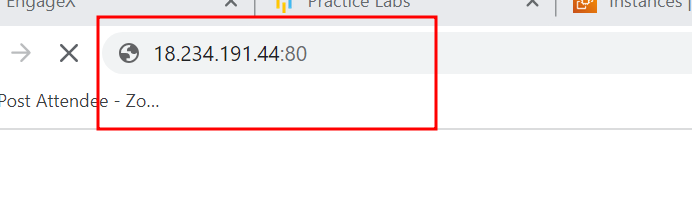 EngageX Practice Labs Instances |
18.234.191.44:80
Post Attendee - Zo...